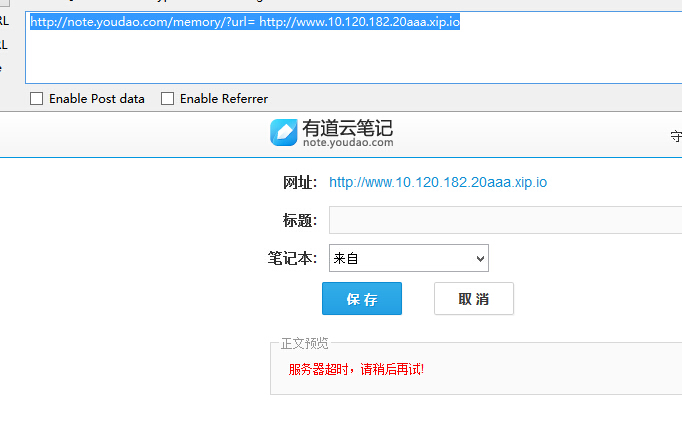 RL
http://note.youdao.com/memory/?url= http://www.10.120.182.20aaa.xip.io
RL
e
Enable Post data Enable Referrer
有道云笔记
note.youdao.com
守
网址: http://www.10.120.182.20aaa.xip.io
标题:
笔记本: 来自
保 存 取 消
正文预览
服务器超时，请稍后再试!